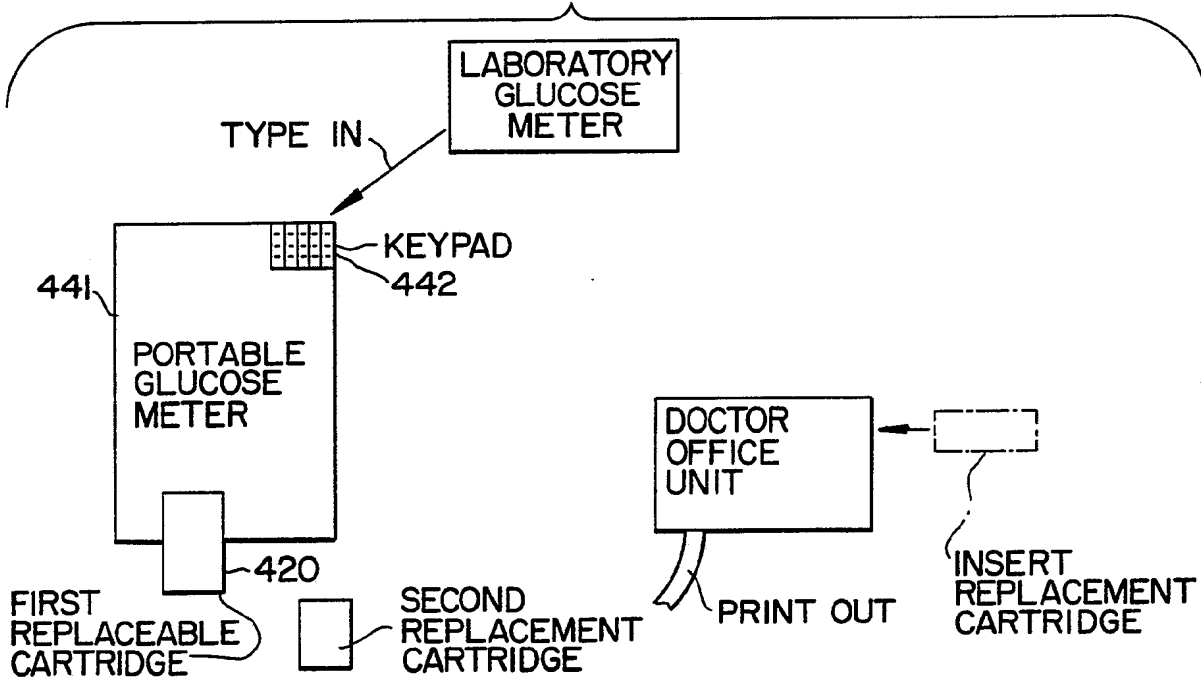 LABORATORY
GLUCOSE
METER
TYPE IN
KEYPAD
442
441
PORTABLE
GLUCOSE
METER
420
FIRST
REPLACEABLE
CARTRIDGE
SECOND
REPLACEMENT
CARTRIDGE
DOCTOR
OFFICE
UNIT
PRINT OUT
INSERT
REPLACEMENT
CARTRIDGE